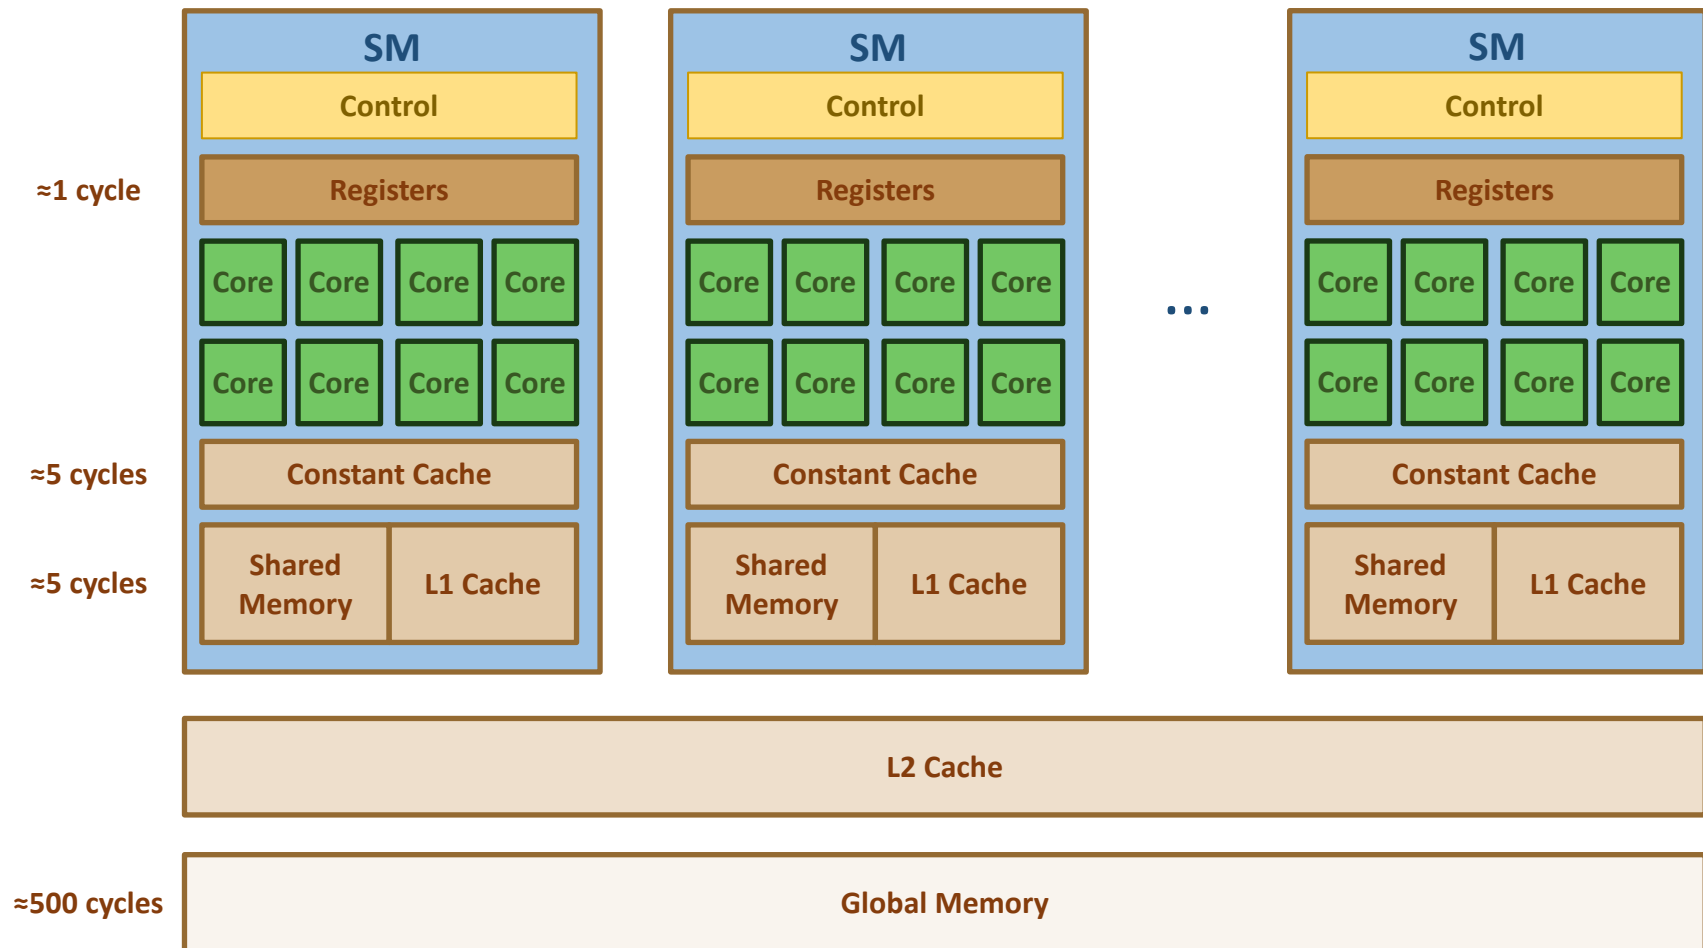 SM SM SM
Control Control Control
≈1 cycle Registers Registers Registers
Core Core Core Core Core Core Core Core ... Core Core Core Core
Core Core Core Core Core Core Core Core Core Core Core Core
≈5 cycles Constant Cache Constant Cache Constant Cache
≈5 cycles Shared Memory L1 Cache Shared Memory L1 Cache Shared Memory L1 Cache
L2 Cache
≈500 cycles Global Memory